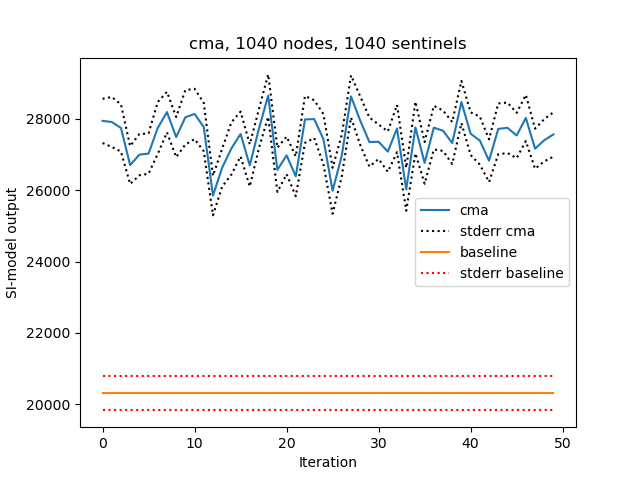 cma, 1040 nodes, 1040 sentinels
SI-model output
28000
26000
24000
22000
20000
cma
stderr cma
baseline
stderr baseline
0
10
20
30
40
50
Iteration